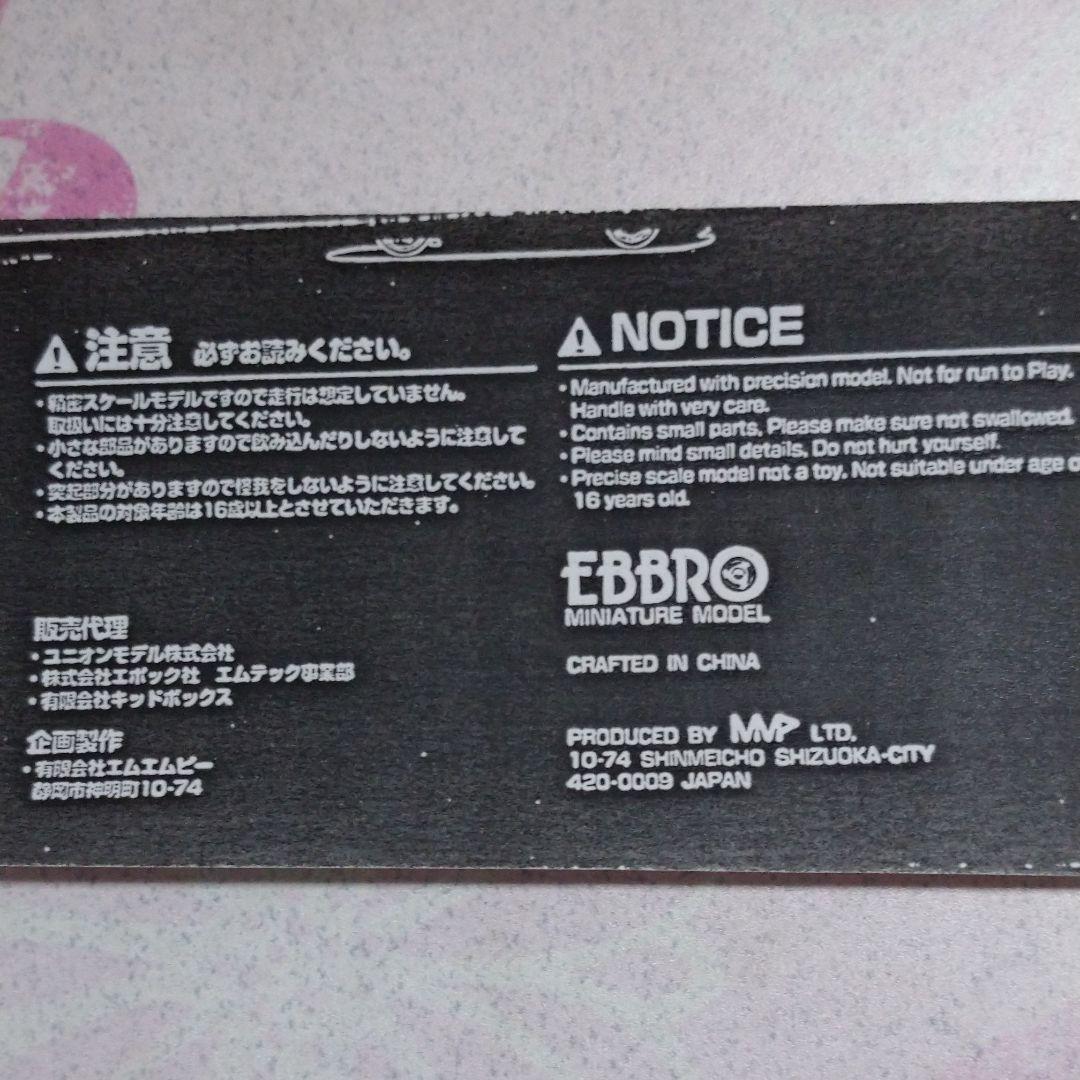 注意 必ずお読みください。
・精密スケールモデルですので走行は想定していません。
取扱いには十分注意してください。
・小さな部品がありますので飲み込んだりしないように注意して
ください。
・突起部分がありますので怪我をしないように注意してください。
・本製品の対象年齢は16歳以上とさせていただきます。
販売代理
・ユニオンモデル株式会社
・株式会社エポック社 エムテック事業部
・有限会社キッドボックス
企画製作
・有限会社エムエムピー
静岡市神明町10-74
NOTICE
・Manufactured with precision model. Not for run to Play.
Handle with very care.
・Contains small parts. Please make sure not swallowed.
・Please mind small details. Do not hurt yourself.
・Precise scale model not a toy. Not suitable under age o
16 years old.
EBBRO
MINIATURE MODEL
CRAFTED IN CHINA
PRODUCED BY MVP LTD.
10-74 SHINMEICHO SHIZUOKA-CITY
420-0009 JAPAN